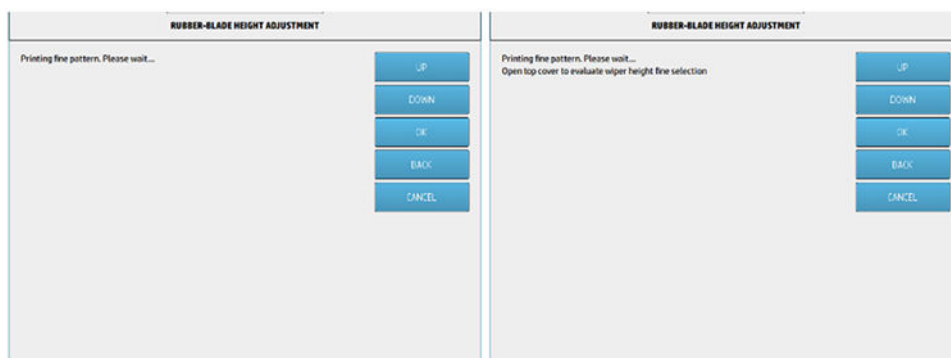 RUBBER-BLADE HEIGHT ADJUSTMENT
Printing fine pattern. Please wait...
UP
DOWN
OK
BACK
CANCEL
RUBBER-BLADE HEIGHT ADJUSTMENT
Printing fine pattern. Please wait...
Open top cover to evaluate wiper height fine selection
UP
DOWN
OK
BACK
CANCEL